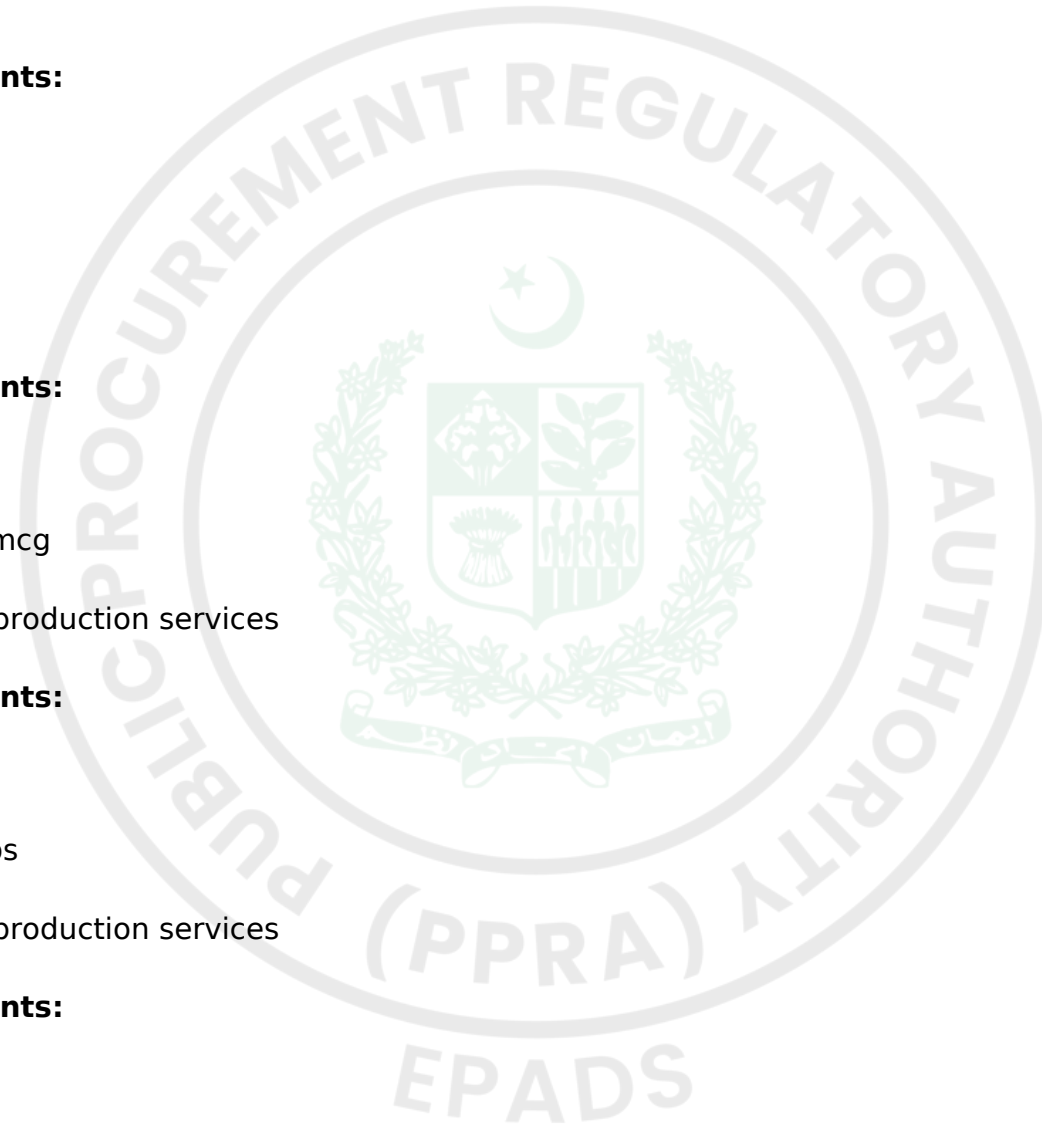 nts:
nts:
mcg
production services
nts:
os
production services
nts:
PUBLIC PROCUREMENT REGULATORY AUTHORITY
(PPRA)
EPADS